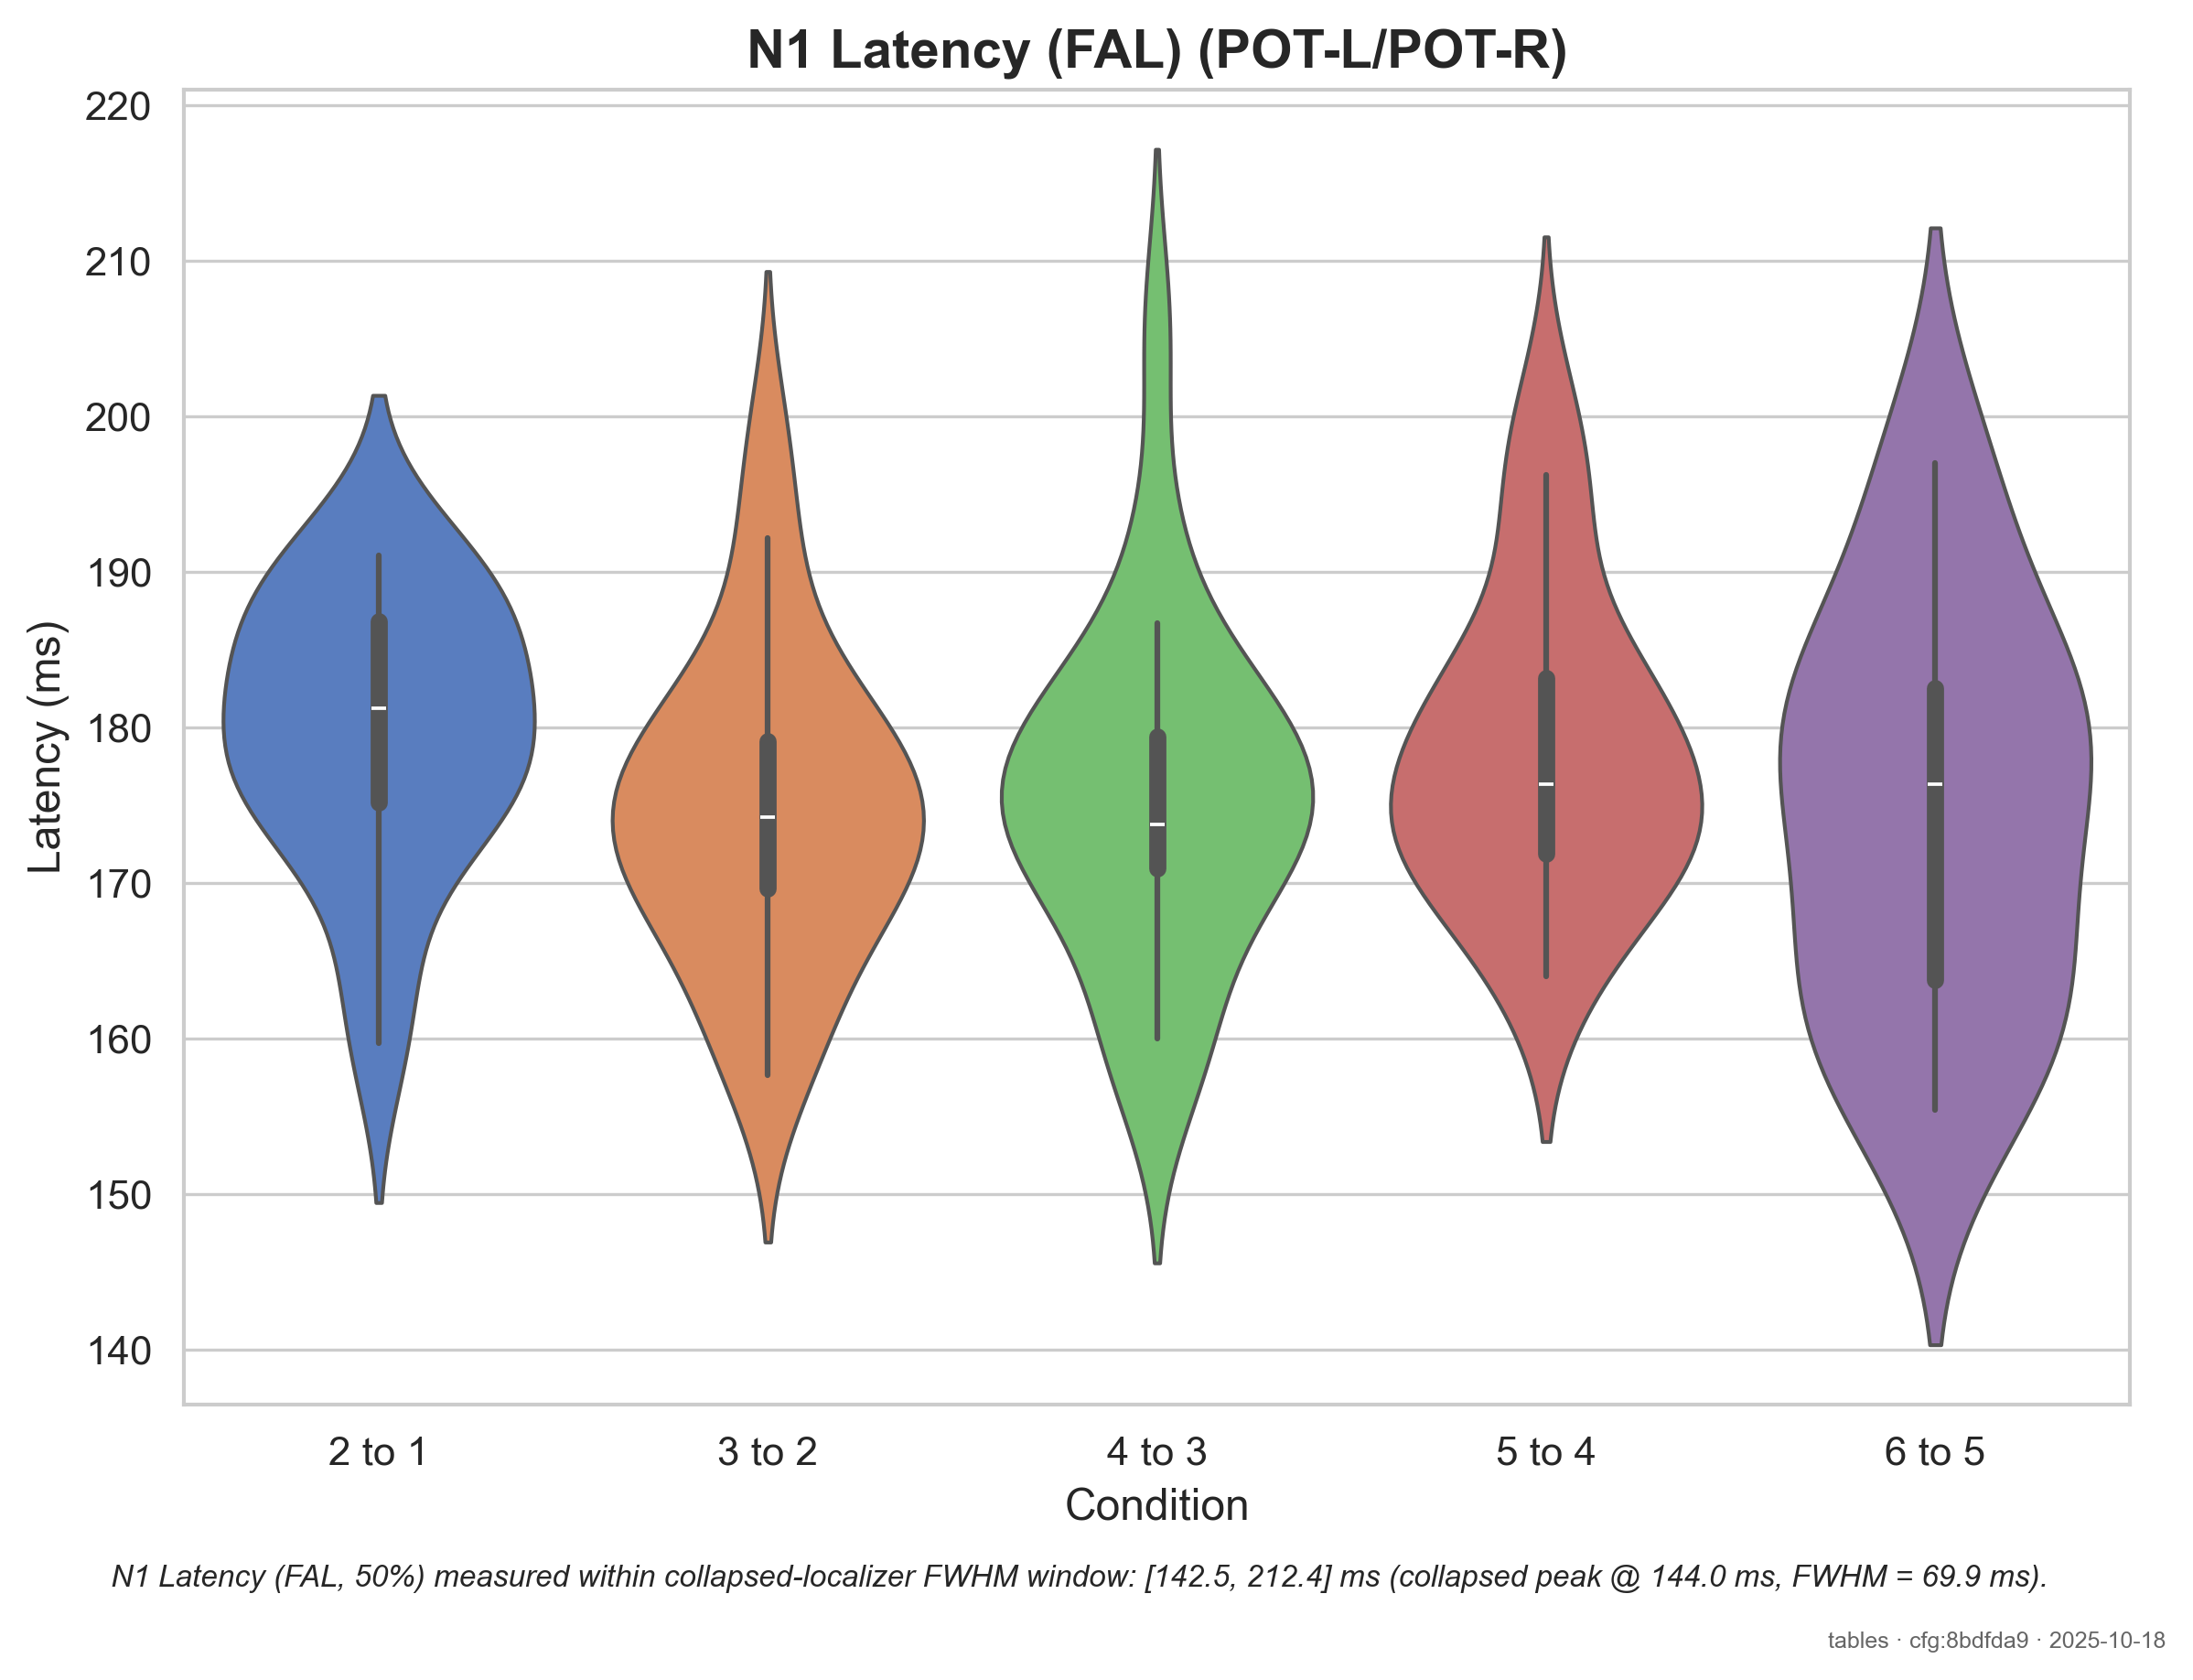 N1 Latency (FAL) (POT-L/POT-R)
220
210
200
190
180
170
160
150
140
Latency (ms)
2 to 1
3 to 2
4 to 3
5 to 4
6 to 5
Condition
N1 Latency (FAL, 50%) measured within collapsed-localizer FWHM window: [142.5, 212.4] ms (collapsed peak @ 144.0 ms, FWHM = 69.9 ms).
tables · cfg:8bdfda9 · 2025-10-18